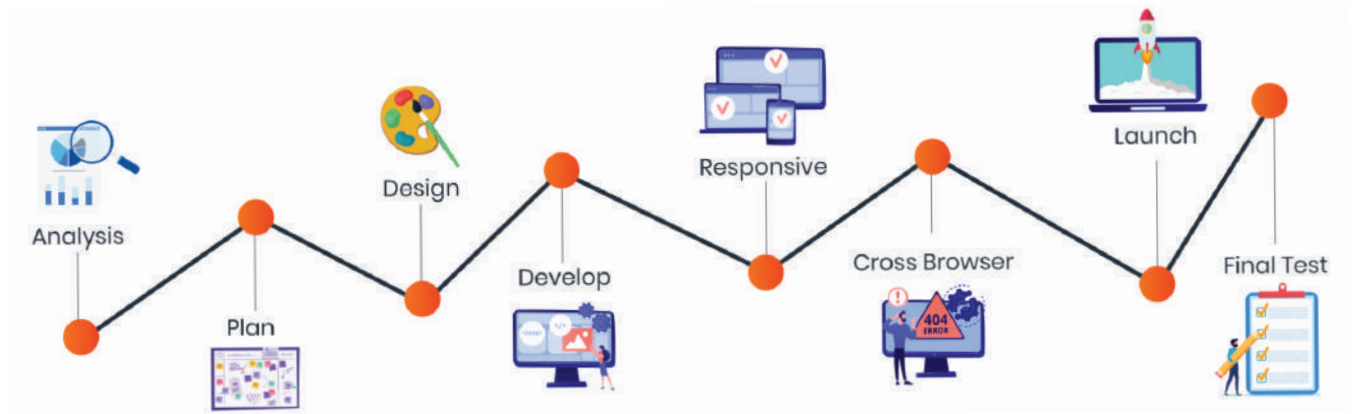 Analysis
Plan
Design
Develop
</>
Responsive
Cross Browser
404
ERROR
Launch
Final Test